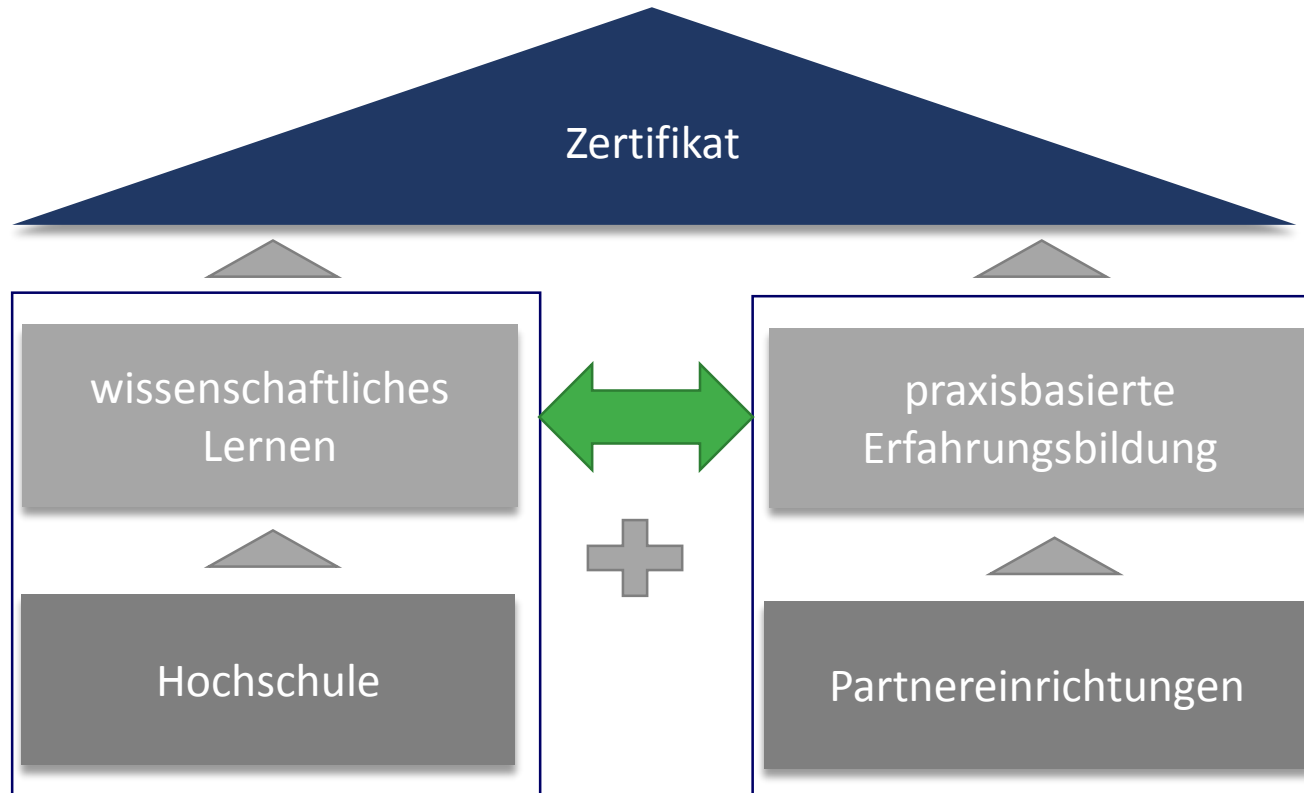 Zertifikat
wissenschaftliches
Lernen
praxisbasierte
Erfahrungsbildung
Hochschule
Partnereinrichtungen